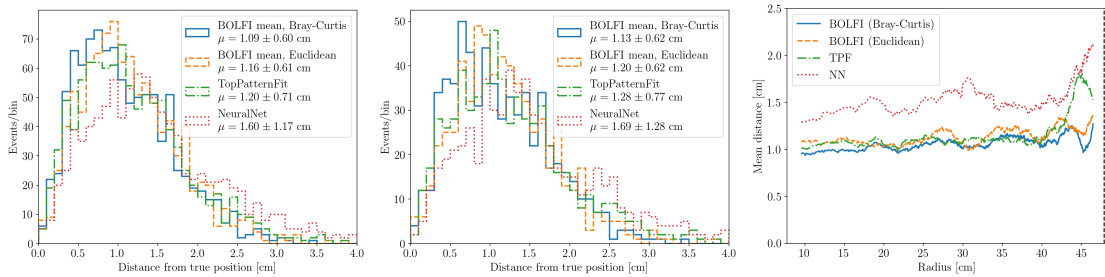 BOLFI mean, Bray-Curtis
μ = 1.09 ± 0.60 cm
BOLFI mean, Euclidean
μ = 1.16 ± 0.61 cm
TopPatternFit
μ = 1.20 ± 0.71 cm
NeuralNet
μ = 1.60 ± 1.17 cm
Events/bin
0
10
20
30
40
50
60
70
0.0 0.5 1.0 1.5 2.0 2.5 3.0 3.5 4.0
Distance from true position [cm]
BOLFI mean, Bray-Curtis
μ = 1.13 ± 0.62 cm
BOLFI mean, Euclidean
μ = 1.20 ± 0.62 cm
TopPatternFit
μ = 1.28 ± 0.77 cm
NeuralNet
μ = 1.69 ± 1.28 cm
Events/bin
0
10
20
30
40
50
0.0 0.5 1.0 1.5 2.0 2.5 3.0 3.5 4.0
Distance from true position [cm]
BOLFI (Bray-Curtis)
BOLFI (Euclidean)
TPF
NN
Mean distance [cm]
0.0
0.5
1.0
1.5
2.0
2.5
10 15 20 25 30 35 40 45
Radius [cm]